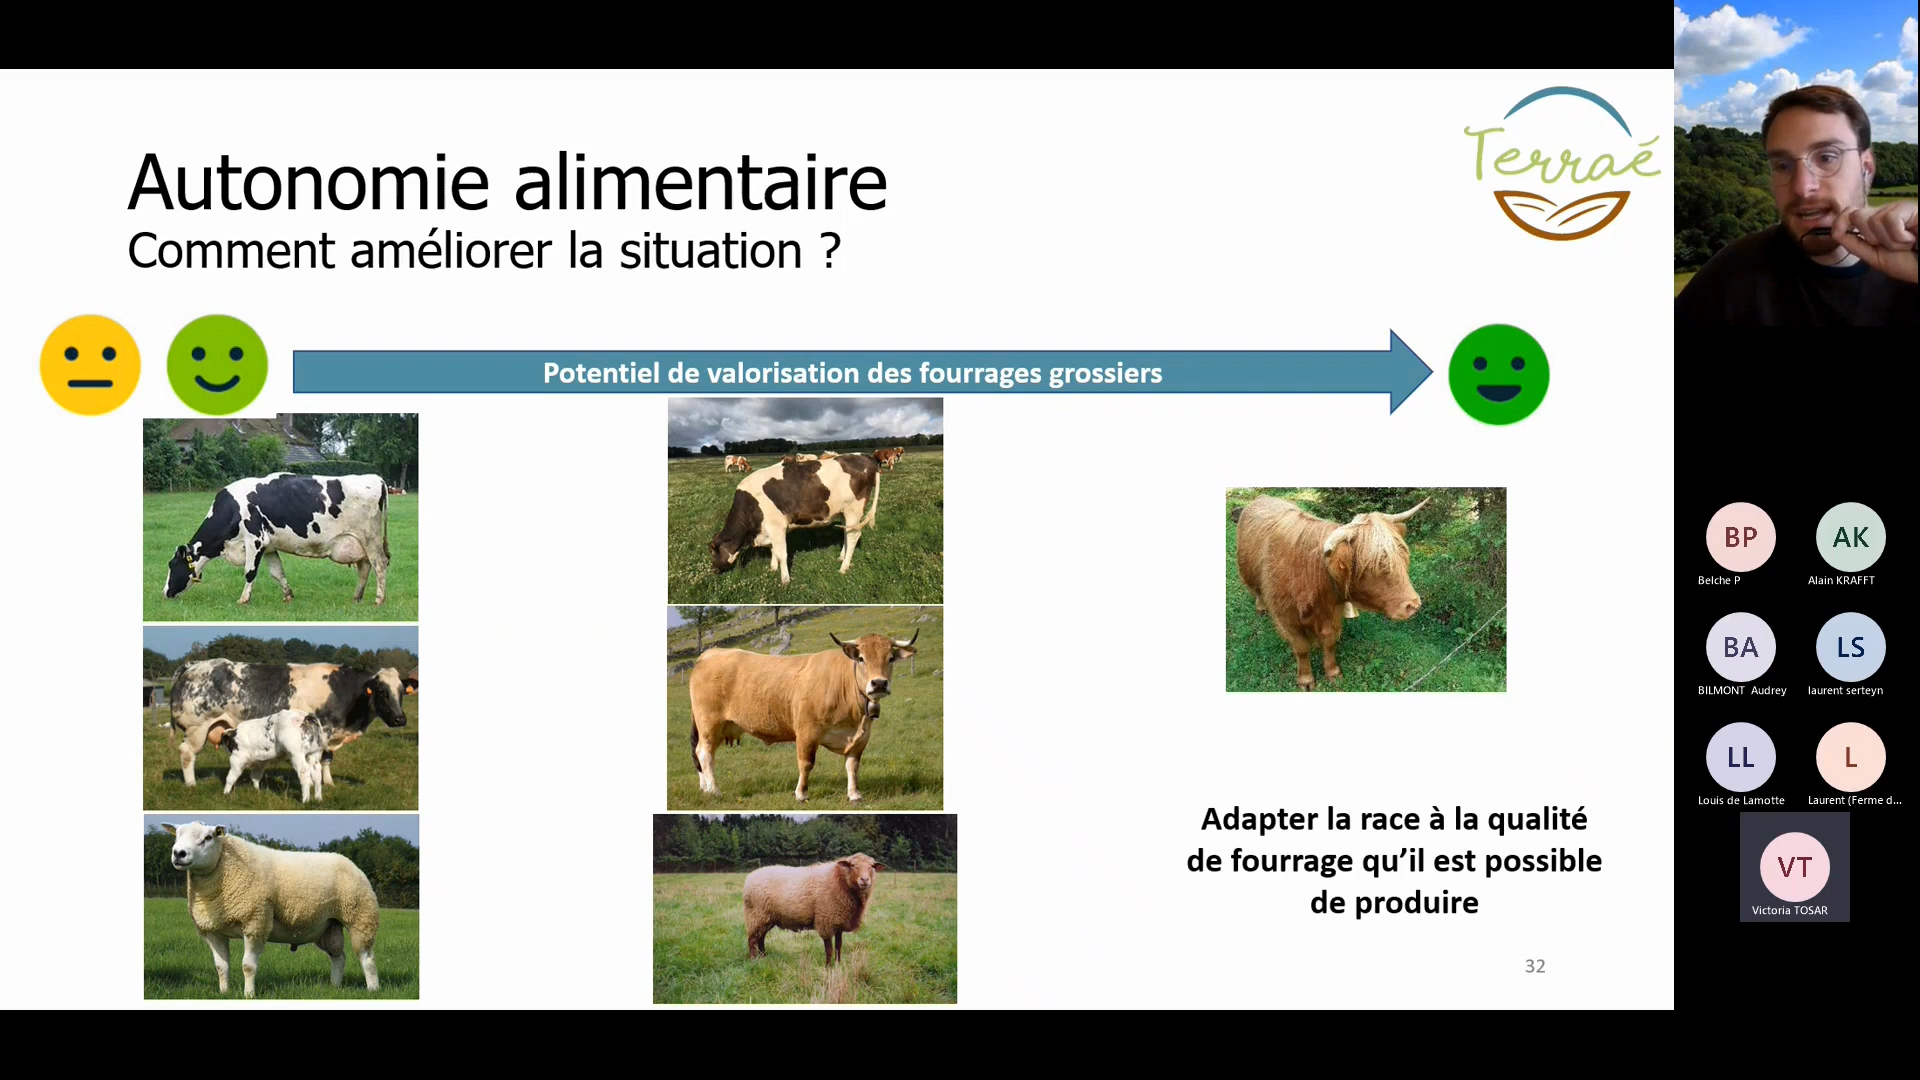 Terraé
Autonomie alimentaire
Comment améliorer la situation ?
Potentiel de valorisation des fourrages grossiers
Adapter la race à la qualité
de fourrage qu'il est possible
de produire
32
BP
Belche P
AK
Alain KRAFFT
BA
BILMONT Audrey
LS
laurent serteyn
LL
Louis de Lamotte
L
Laurent (Ferme d...
VT
Victoria TOSAR